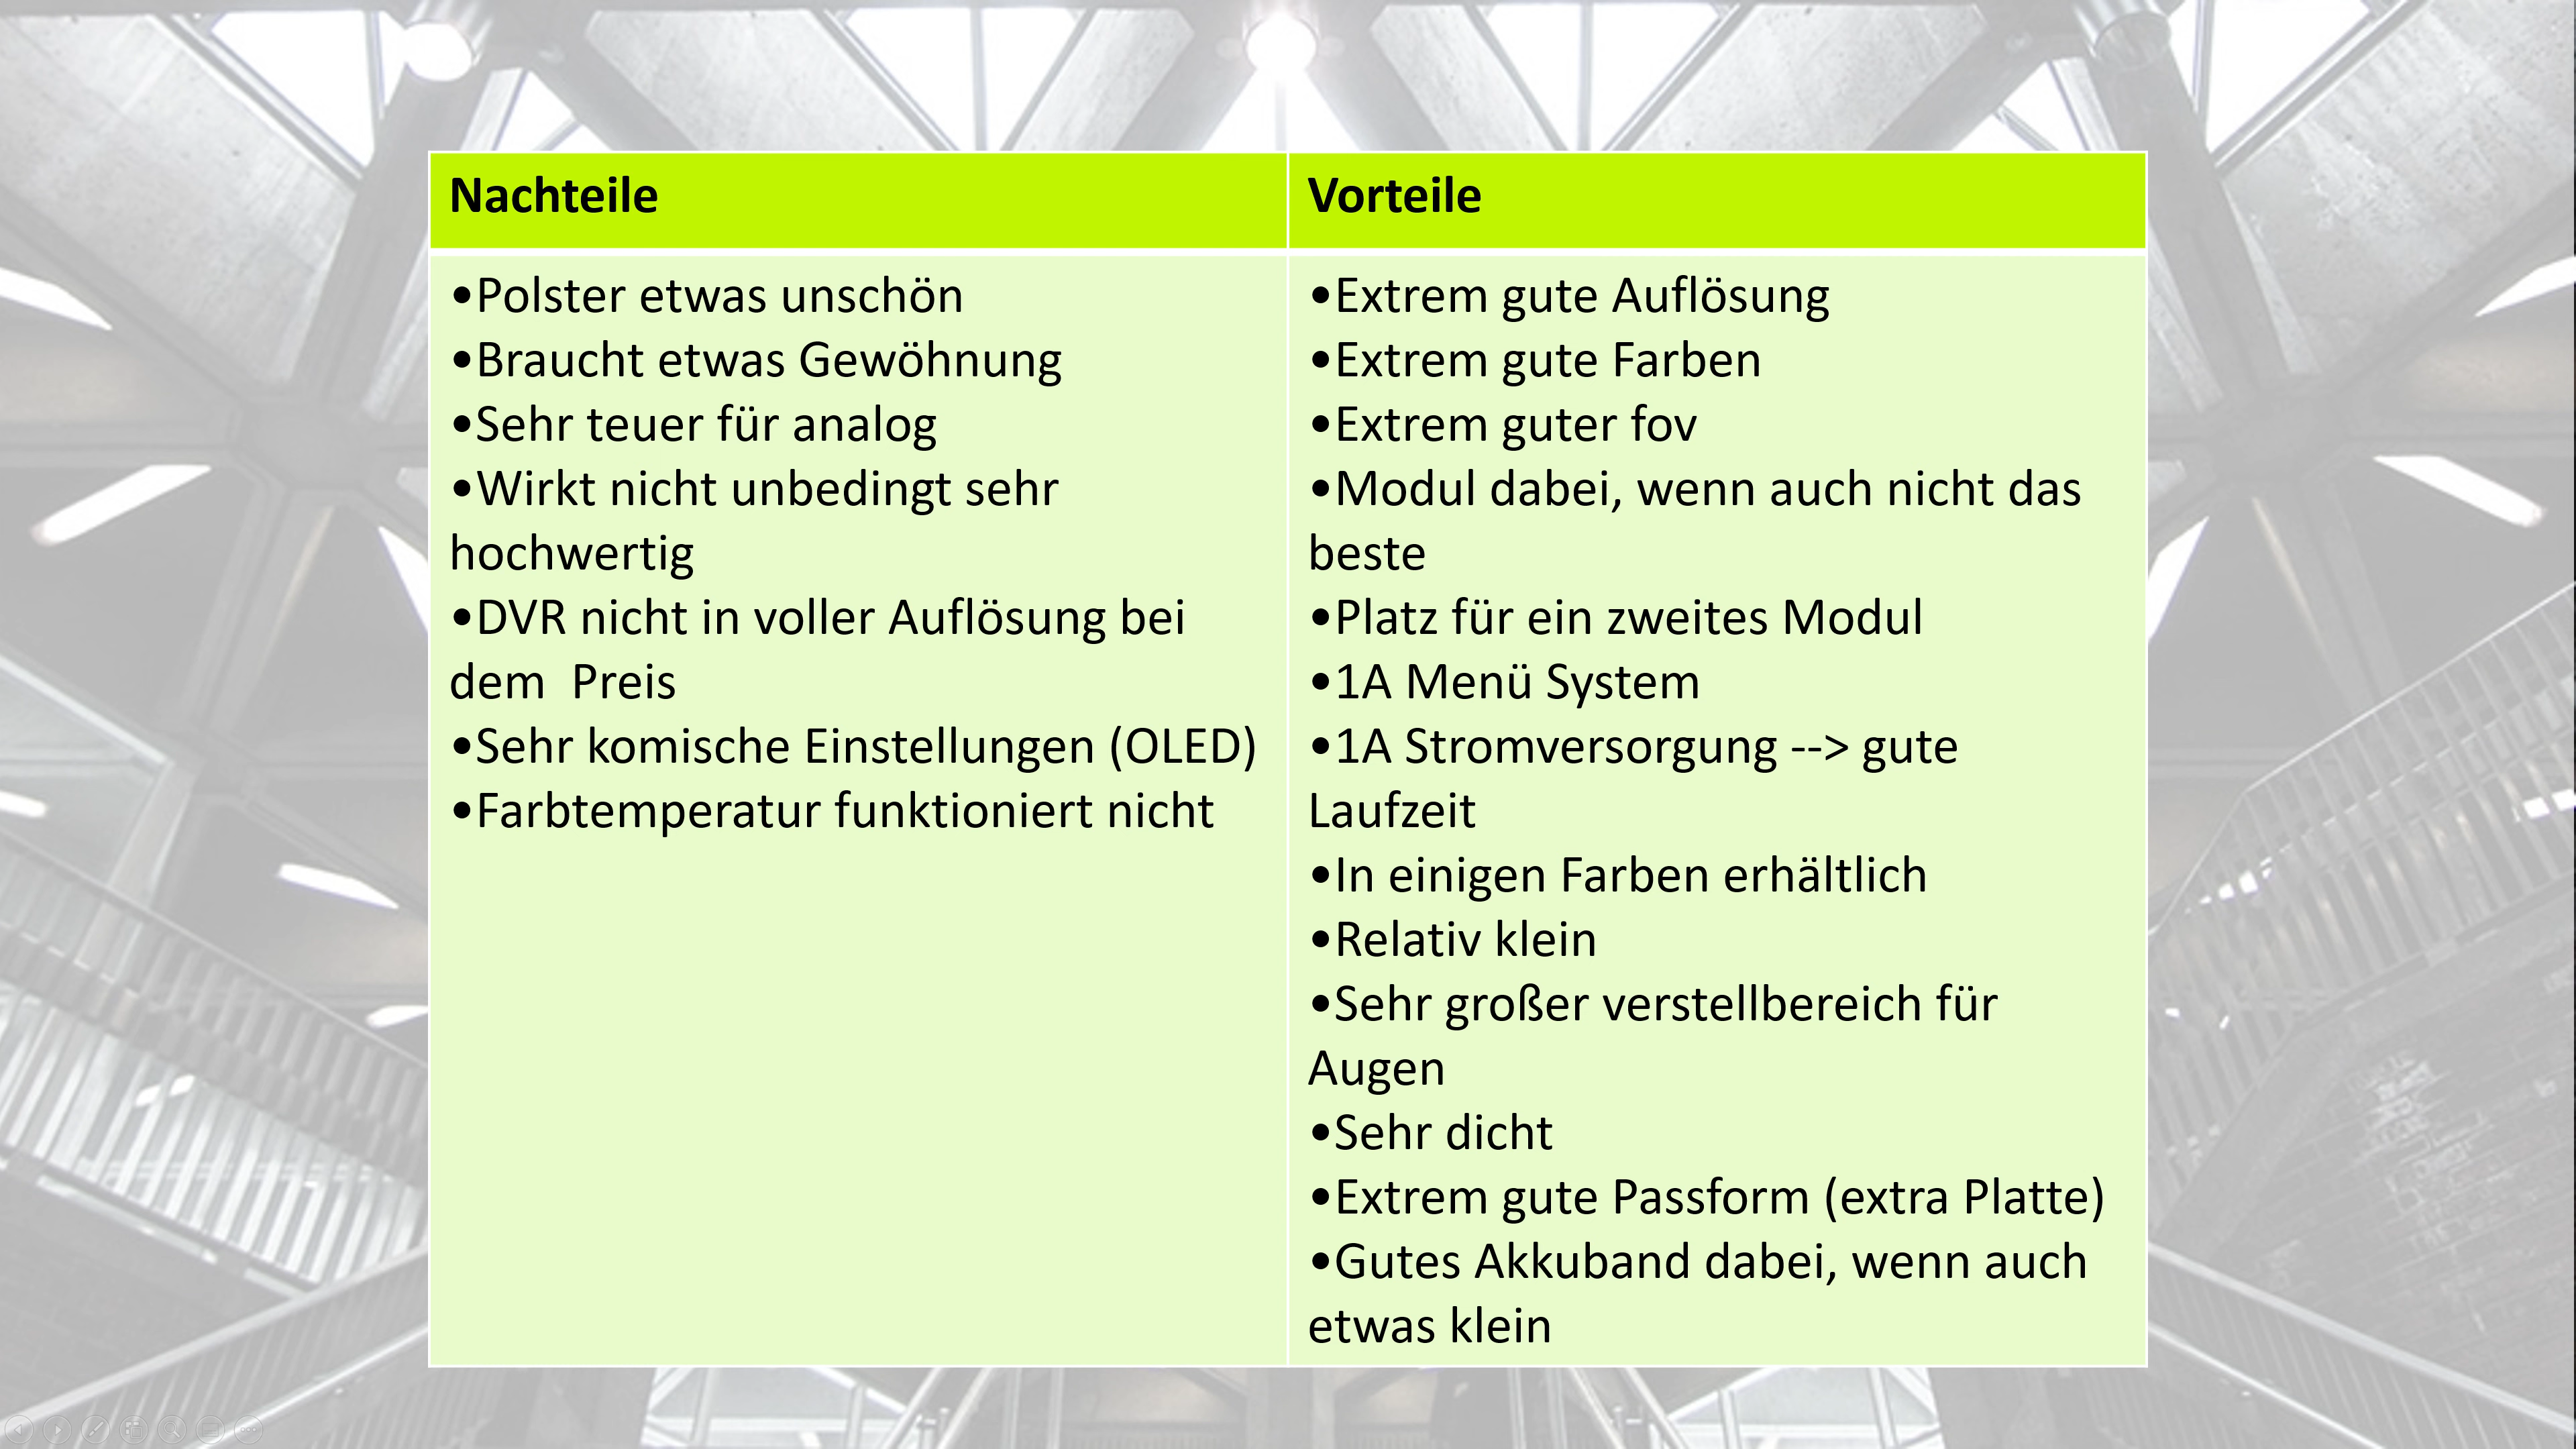 Nachteile
•Polster etwas unschön
•Braucht etwas Gewöhnung
•Sehr teuer für analog
•Wirkt nicht unbedingt sehr
hochwertig
•DVR nicht in voller Auflösung bei
dem  Preis
•Sehr komische Einstellungen (OLED)
•Farbtemperatur funktioniert nicht
Vorteile
•Extrem gute Auflösung
•Extrem gute Farben
•Extrem guter fov
•Modul dabei, wenn auch nicht das
beste
•Platz für ein zweites Modul
•1A Menü System
•1A Stromversorgung --> gute
Laufzeit
•In einigen Farben erhältlich
•Relativ klein
•Sehr großer verstellbereich für
Augen
•Sehr dicht
•Extrem gute Passform (extra Platte)
•Gutes Akkuband dabei, wenn auch
etwas klein